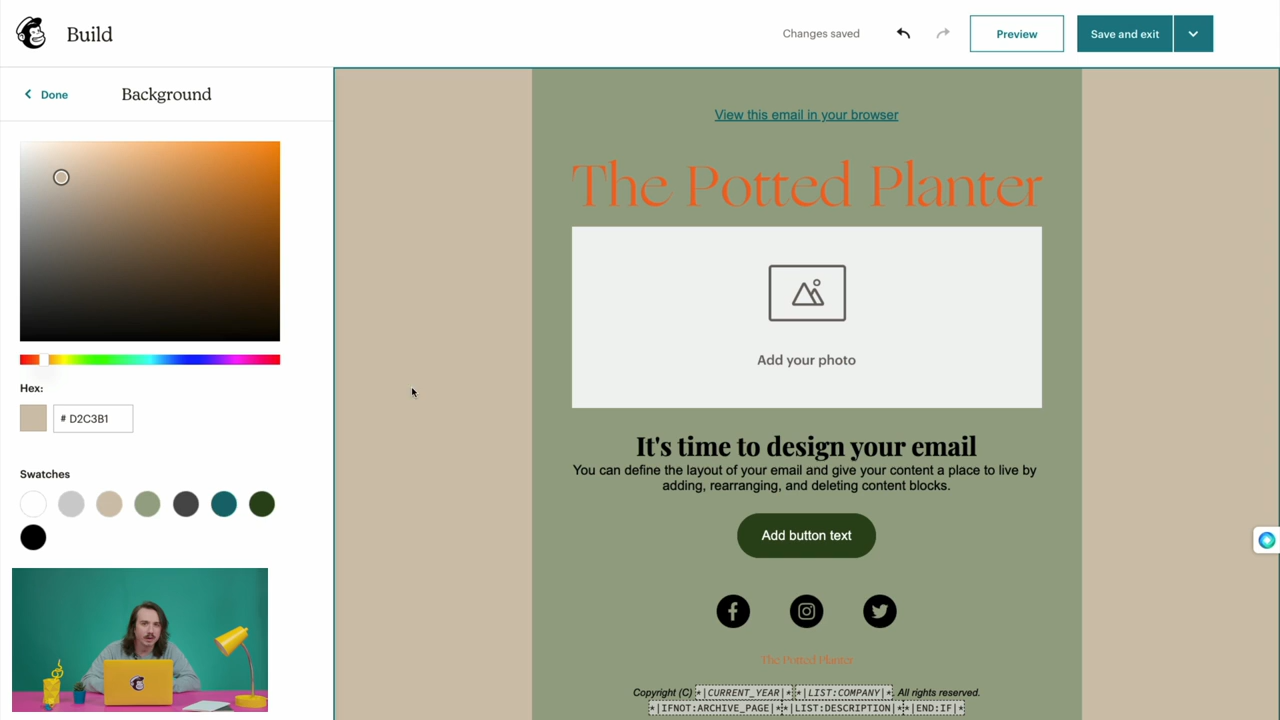 Build
Changes saved
Preview
Save and exit
Done
Background
Hex:
# D2C3B1
Swatches
View this email in your browser
The Potted Planter
Add your photo
It's time to design your email
You can define the layout of your email and give your content a place to live by
adding, rearranging, and deleting content blocks.
Add button text
The Potted Planter
Copyright (C) *|CURRENT_YEAR|* *|LIST:COMPANY|*. All rights reserved.
*|IFNOT:ARCHIVE_PAGE|* *|LIST:DESCRIPTION|* *|END:IF|*